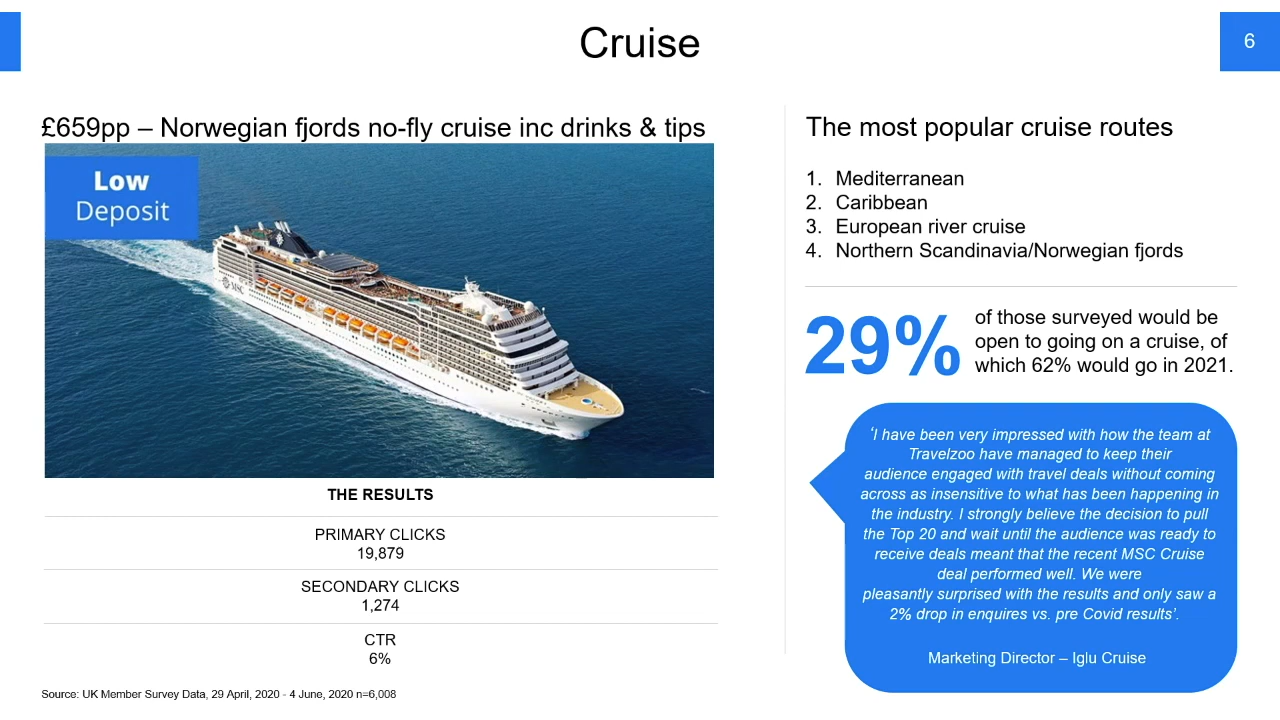 Cruise
6
£659pp – Norwegian fjords no-fly cruise inc drinks & tips
Low
Deposit
MSC
THE RESULTS
PRIMARY CLICKS
19,879
SECONDARY CLICKS
1,274
CTR
6%
Source: UK Member Survey Data, 29 April, 2020 - 4 June, 2020 n=6,008
The most popular cruise routes
1. Mediterranean
2. Caribbean
3. European river cruise
4. Northern Scandinavia/Norwegian fjords
29%
of those surveyed would be
open to going on a cruise, of
which 62% would go in 2021.
‘I have been very impressed with how the team at
Travelzoo have managed to keep their
audience engaged with travel deals without coming
across as insensitive to what has been happening in
the industry. I strongly believe the decision to pull
the Top 20 and wait until the audience was ready to
receive deals meant that the recent MSC Cruise
deal performed well. We were
pleasantly surprised with the results and only saw a
2% drop in enquires vs. pre Covid results’.
Marketing Director – Iglu Cruise